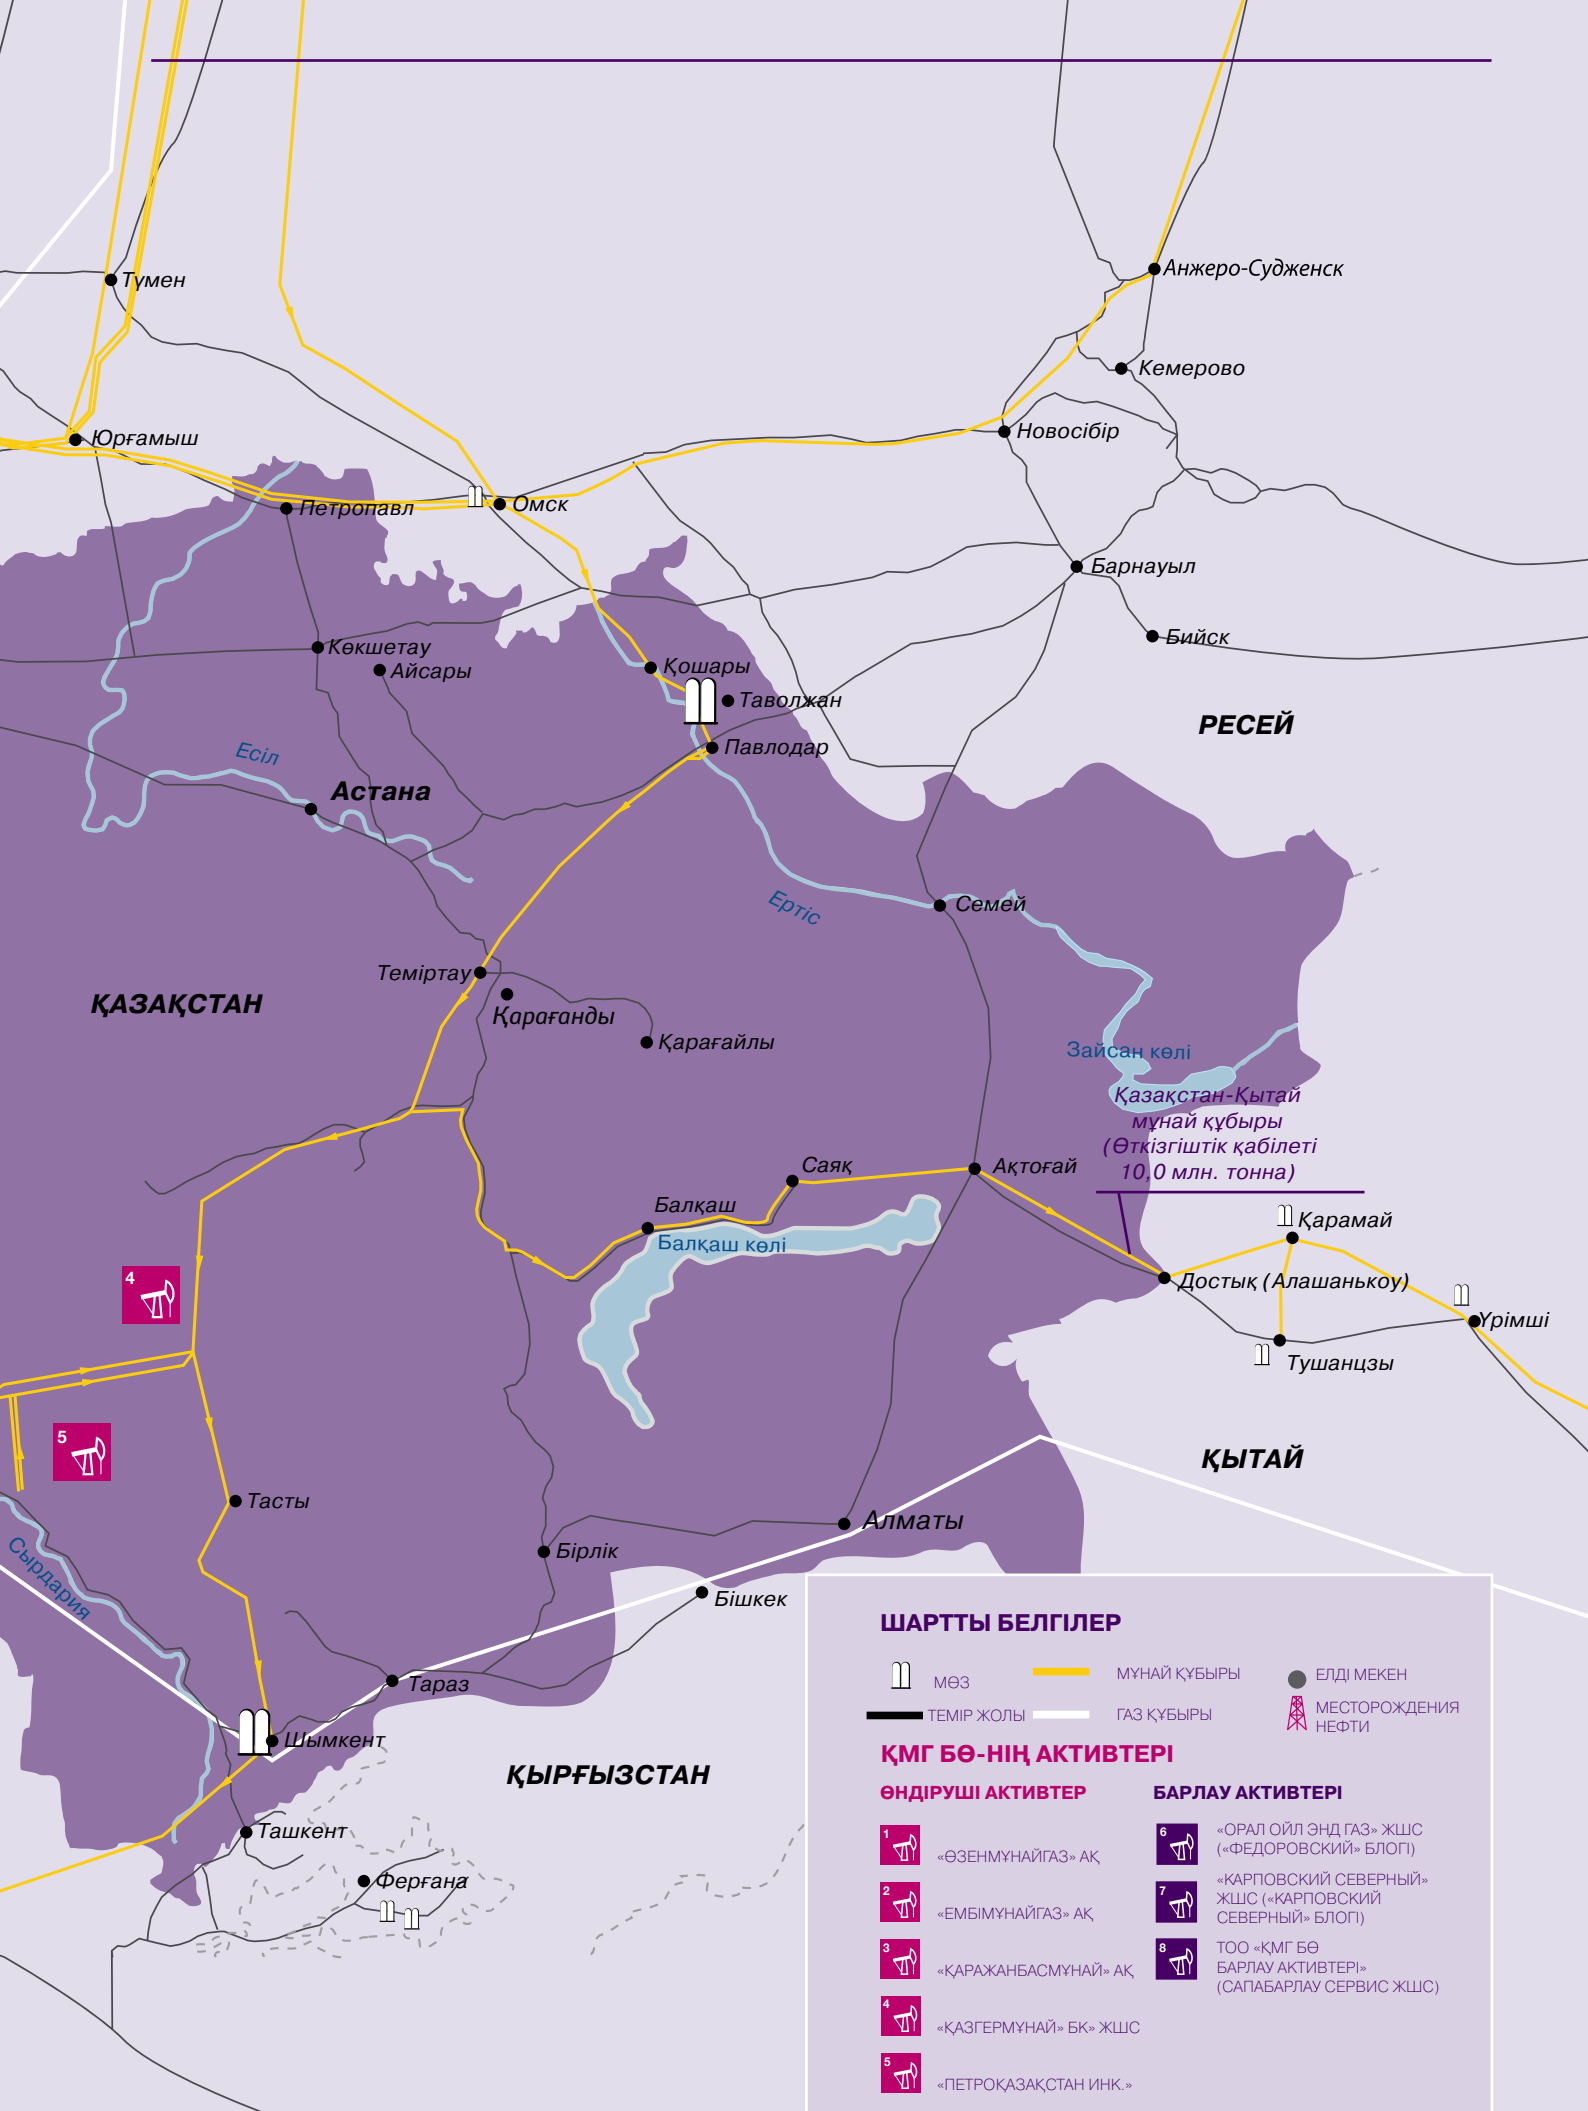 Түмен
Анжеро-Судженск
Кемерово
Юрғамыш
Новосібір
Петропавл
Омск
Барнауыл
Бийск
Көкшетау
Айсары
Қошары
Таволжан
РЕСЕЙ
Павлодар
Есіл
Астана
Ертіс
Семей
Теміртау
ҚАЗАҚСТАН
Қарағанды
Қарағайлы
Зайсан көлі
Қазақстан-Қытай
мұнай құбыры
(Өткізгіштік қабілеті
10,0 млн. тонна)
Саяқ
Ақтоғай
Балқаш
Қарамай
Балқаш көлі
4
Достық (Алашанькоу)
Үрімші
Тушанцзы
5
ҚЫТАЙ
Тасты
Алматы
Сырдария
Бірлік
Бішкек
Тараз
Шымкент
ҚЫРҒЫЗСТАН
Ташкент
Ферғана
ШАРТТЫ БЕЛГІЛЕР
МӨЗ
МҰНАЙ ҚҰБЫРЫ
ЕЛДІ МЕКЕН
ТЕМІР ЖОЛЫ
ГАЗ ҚҰБЫРЫ
МЕСТОРОЖДЕНИЯ
НЕФТИ
ҚМГ БӨ-НІҢ АКТИВТЕРІ
ӨНДІРУШІ АКТИВТЕР
1
«ӨЗЕНМҰНАЙГАЗ» АҚ
2
«ЕМБІМҰНАЙГАЗ» АҚ
3
«ҚАРАЖАНБАСМҰНАЙ» АҚ
4
«ҚАЗГЕРМҰНАЙ» БК» ЖШС
5
«ПЕТРОҚАЗАҚСТАН ИНК.»
БАРЛАУ АКТИВТЕРІ
6
«ОРАЛ ОЙЛ ЭНД ГАЗ» ЖШС
(«ФЕДОРОВСКИЙ» БЛОГІ)
7
«КАРПОВСКИЙ СЕВЕРНЫЙ»
ЖШС («КАРПОВСКИЙ
СЕВЕРНЫЙ» БЛОГІ)
8
ТОО «ҚМГ БӨ
БАРЛАУ АКТИВТЕРІ»
(САПАБАРЛАУ СЕРВИС ЖШС)